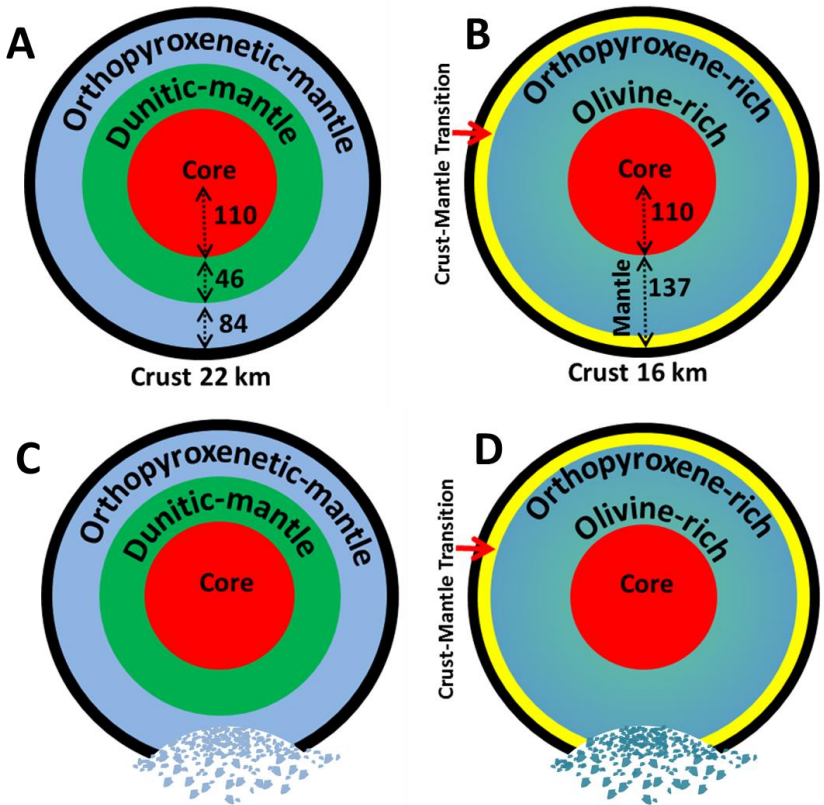 A
Orthopyroxenetic-mantle
Dunitic-mantle
Core
110
46
84
Crust 22 km
B
Crust-Mantle Transition
Orthopyroxene-rich
Olivine-rich
Core
110
Mantle
137
Crust 16 km
C
Orthopyroxenetic-mantle
Dunitic-mantle
Core
D
Crust-Mantle Transition
Orthopyroxene-rich
Olivine-rich
Core